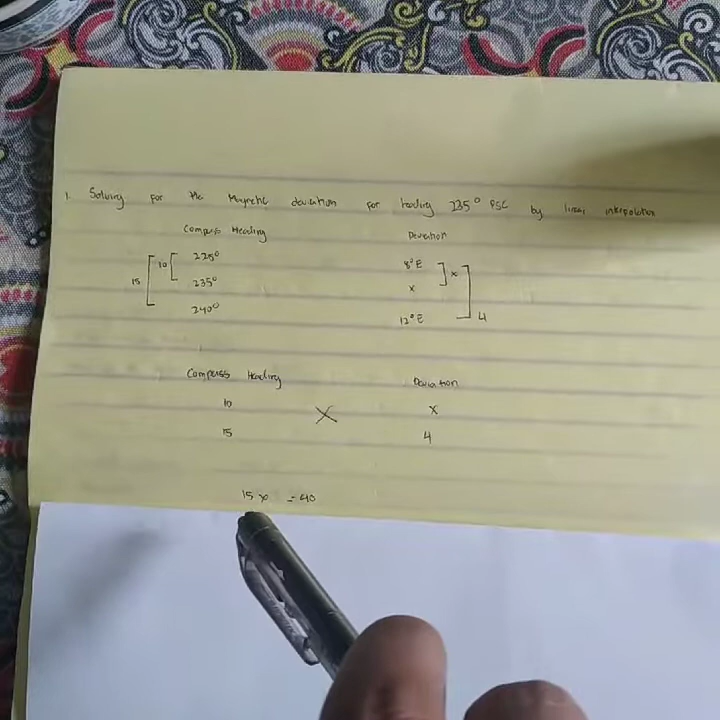 1. Solving for the Magnetic deviation for heading 235° PSC by linear interpolation
Compass Heading Deviation
225° 8°E
15 10 235° x x
240° 12°E 4
Compass Heading Deviation
10 x
15 4
15 x = 40